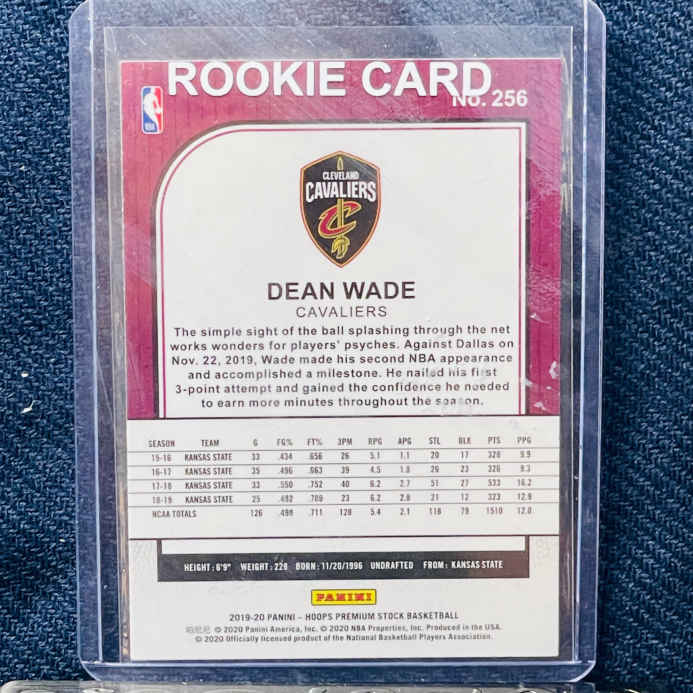 ROOKIE CARD
No. 256
NBA
CLEVELAND
CAVALIERS
DEAN WADE
CAVALIERS
The simple sight of the ball splashing through the net
works wonders for players' psyches. Against Dallas on
Nov. 22, 2019, Wade made his second NBA appearance
and accomplished a milestone. He nailed his first
3-point attempt and gained the confidence he needed
to earn more minutes throughout the season.
SEASON TEAM G FG% FT% 3PM RPG APG STL BLK PTS PPG
15-16 KANSAS STATE 33 .434 .656 26 5.1 1.1 20 17 328 9.9
16-17 KANSAS STATE 35 .496 .663 39 4.5 1.8 26 23 326 9.3
17-18 KANSAS STATE 33 .550 .752 40 6.2 2.7 51 27 533 16.2
18-19 KANSAS STATE 25 .492 .789 23 6.2 2.8 21 12 323 12.9
NCAA TOTALS 126 .499 .711 128 5.4 2.1 118 79 1510 12.0
HEIGHT: 6'9" WEIGHT: 228 BORN: 11/20/1996 UNDRAFTED FROM: KANSAS STATE
PANINI
2019-20 PANINI – HOOPS PREMIUM STOCK BASKETBALL
帕尼尼 © 2020 Panini America, Inc. © 2020 NBA Properties, Inc. Produced in the USA.
© 2020 Officially licensed product of the National Basketball Players Association.